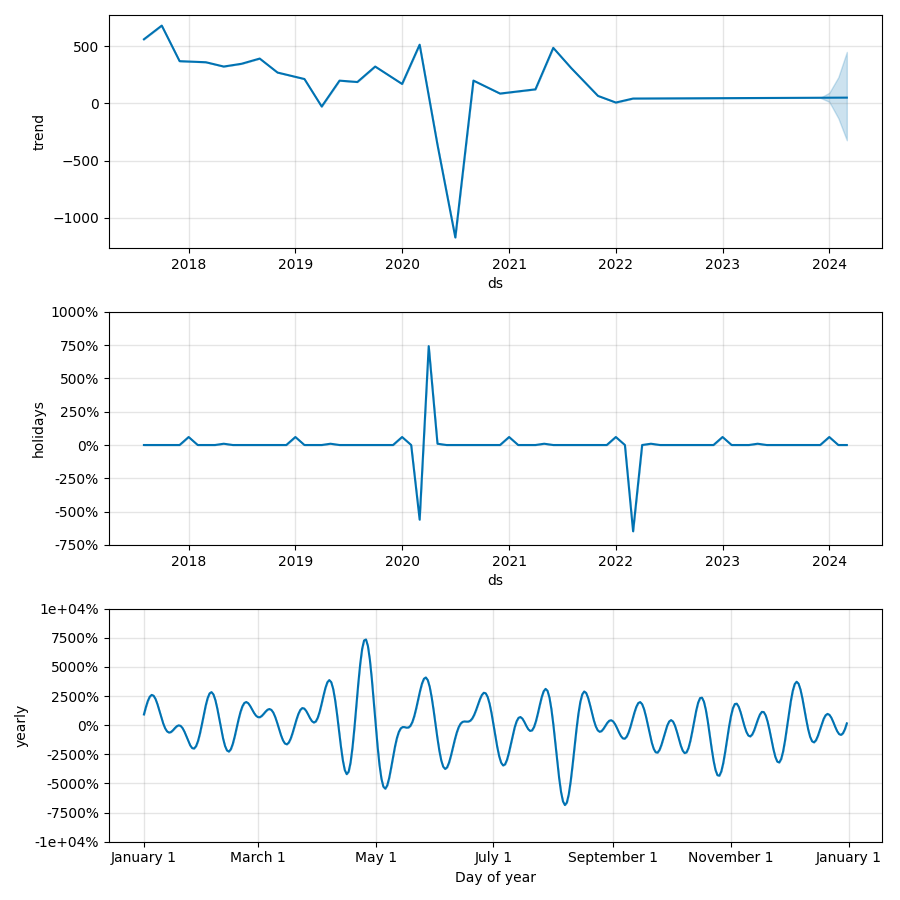 500
0
−500
−1000
trend
2018 2019 2020 2021 2022 2023 2024
ds
1000%
750%
500%
250%
0%
-250%
-500%
-750%
holidays
2018 2019 2020 2021 2022 2023 2024
ds
1e+04%
7500%
5000%
2500%
0%
-2500%
-5000%
-7500%
-1e+04%
yearly
January 1 March 1 May 1 July 1 September 1 November 1 January 1
Day of year